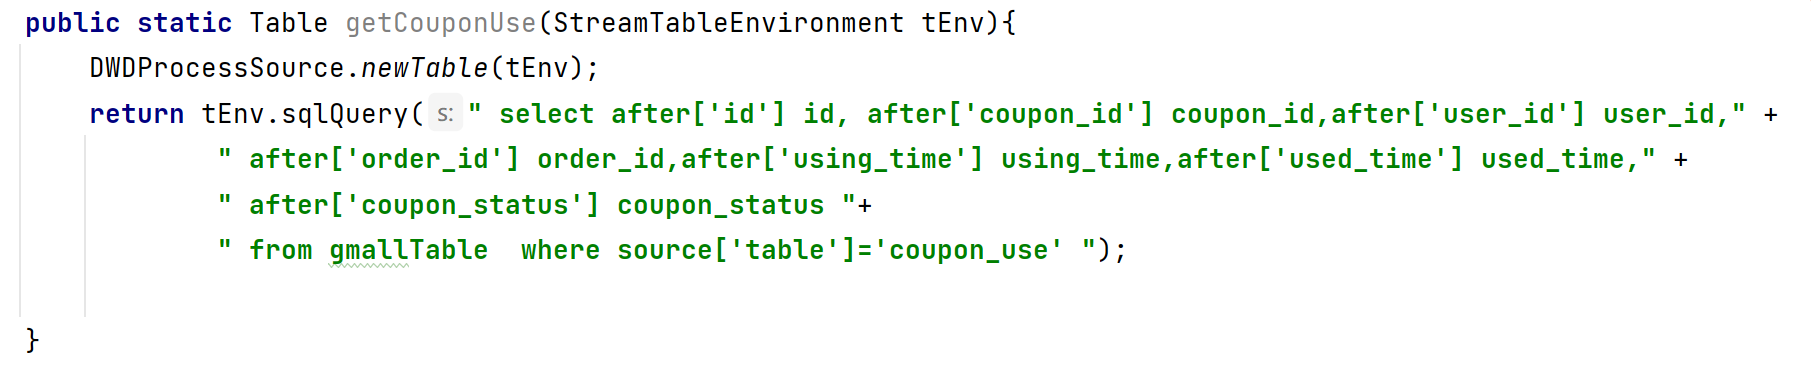 public static Table getCouponUse(StreamTableEnvironment tEnv){
DWDProcessSource.newTable(tEnv);
return tEnv.sqlQuery( s: " select after['id'] id, after['coupon_id'] coupon_id,after['user_id'] user_id," +
" after['order_id'] order_id,after['using_time'] using_time,after['used_time'] used_time," +
" after['coupon_status'] coupon_status "+
" from gmallTable  where source['table']='coupon_use' ");
}